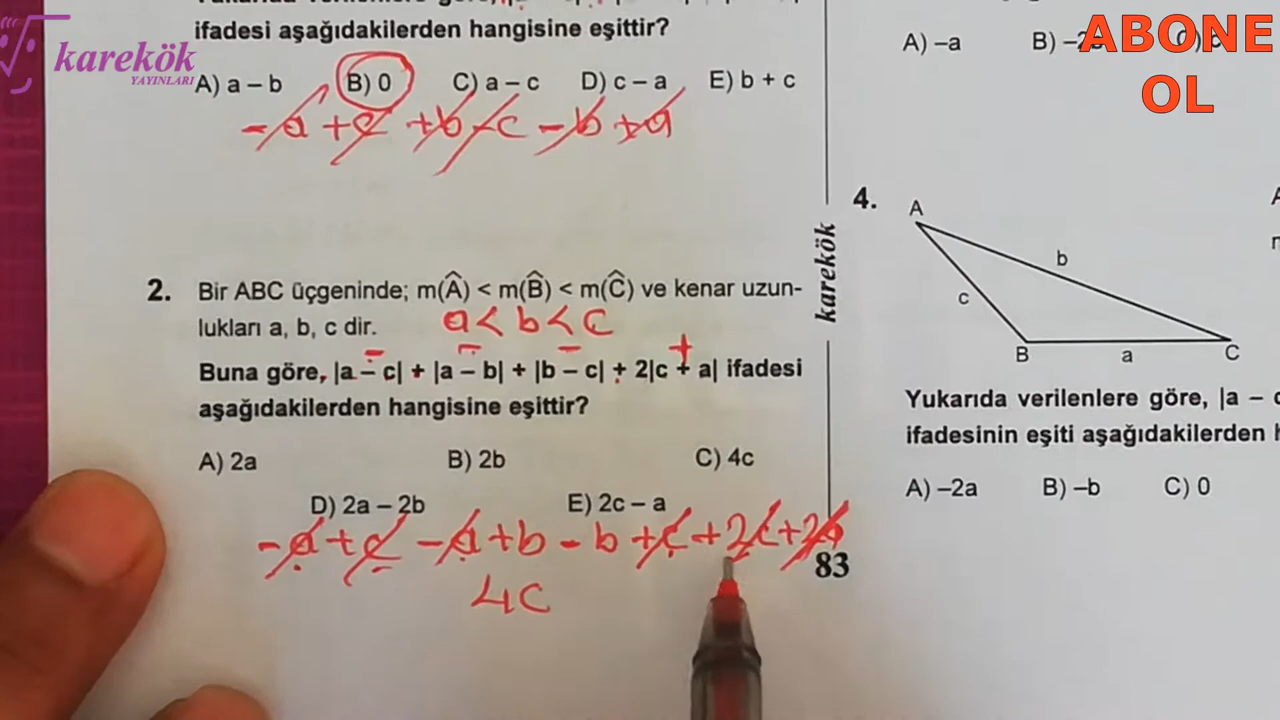 ifadesi aşağıdakilerden hangisine eşittir?
A) a – b B) 0 C) a – c D) c – a E) b + c
-a + c + b - c - b + a
karekök
YAYINLARI
2. Bir ABC üçgeninde; m(Â) < m(B̂) < m(Ĉ) ve kenar uzun-
lukları a, b, c dir.
a < b < c
- - - +
Buna göre, |a – c| + |a – b| + |b – c| + 2|c + a| ifadesi
aşağıdakilerden hangisine eşittir?
A) 2a B) 2b C) 4c
D) 2a – 2b E) 2c – a
-a + c - a + b - b + c + 2c + 2a
4c
83
karekök
A) –a
ABONE
OL
4.
A
b
c
B a C
Yukarıda verilenlere göre, |a –
ifadesinin eşiti aşağıdakilerden
A) –2a B) –b C) 0